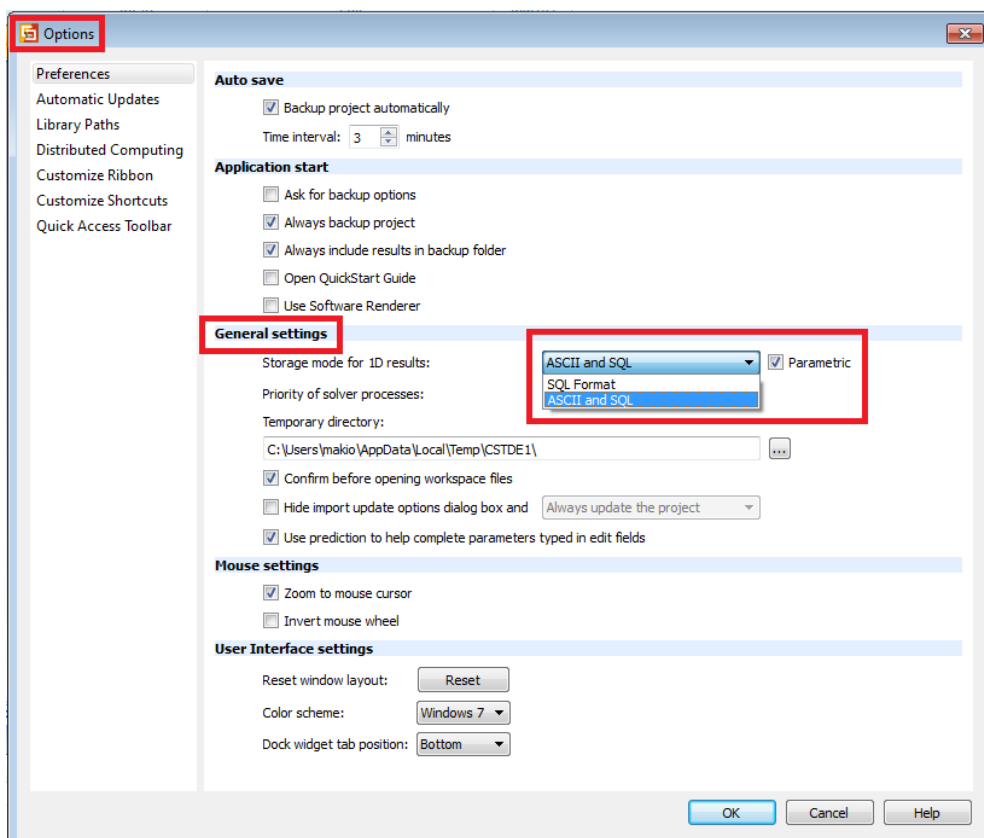 Options
Preferences
Automatic Updates
Library Paths
Distributed Computing
Customize Ribbon
Customize Shortcuts
Quick Access Toolbar
Auto save
Backup project automatically
Time interval: 3 minutes
Application start
Ask for backup options
Always backup project
Always include results in backup folder
Open QuickStart Guide
Use Software Renderer
General settings
Storage mode for 1D results: ASCII and SQL Parametric
SQL Format
Priority of solver processes: ASCII and SQL
Temporary directory:
C:\Users\makio\AppData\Local\Temp\CSTDE1\ ...
Confirm before opening workspace files
Hide import update options dialog box and Always update the project
Use prediction to help complete parameters typed in edit fields
Mouse settings
Zoom to mouse cursor
Invert mouse wheel
User Interface settings
Reset window layout: Reset
Color scheme: Windows 7
Dock widget tab position: Bottom
OK Cancel Help